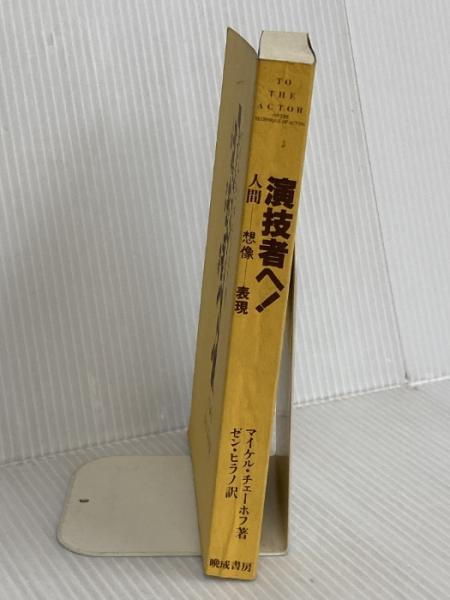 TO
THE
ACTOR
ON THE
TECHNIQUE OF ACTING
演技者へ!
人間——想像——表現
マイケル・チェーホフ著
ゼン・ヒラノ訳
晩成書房